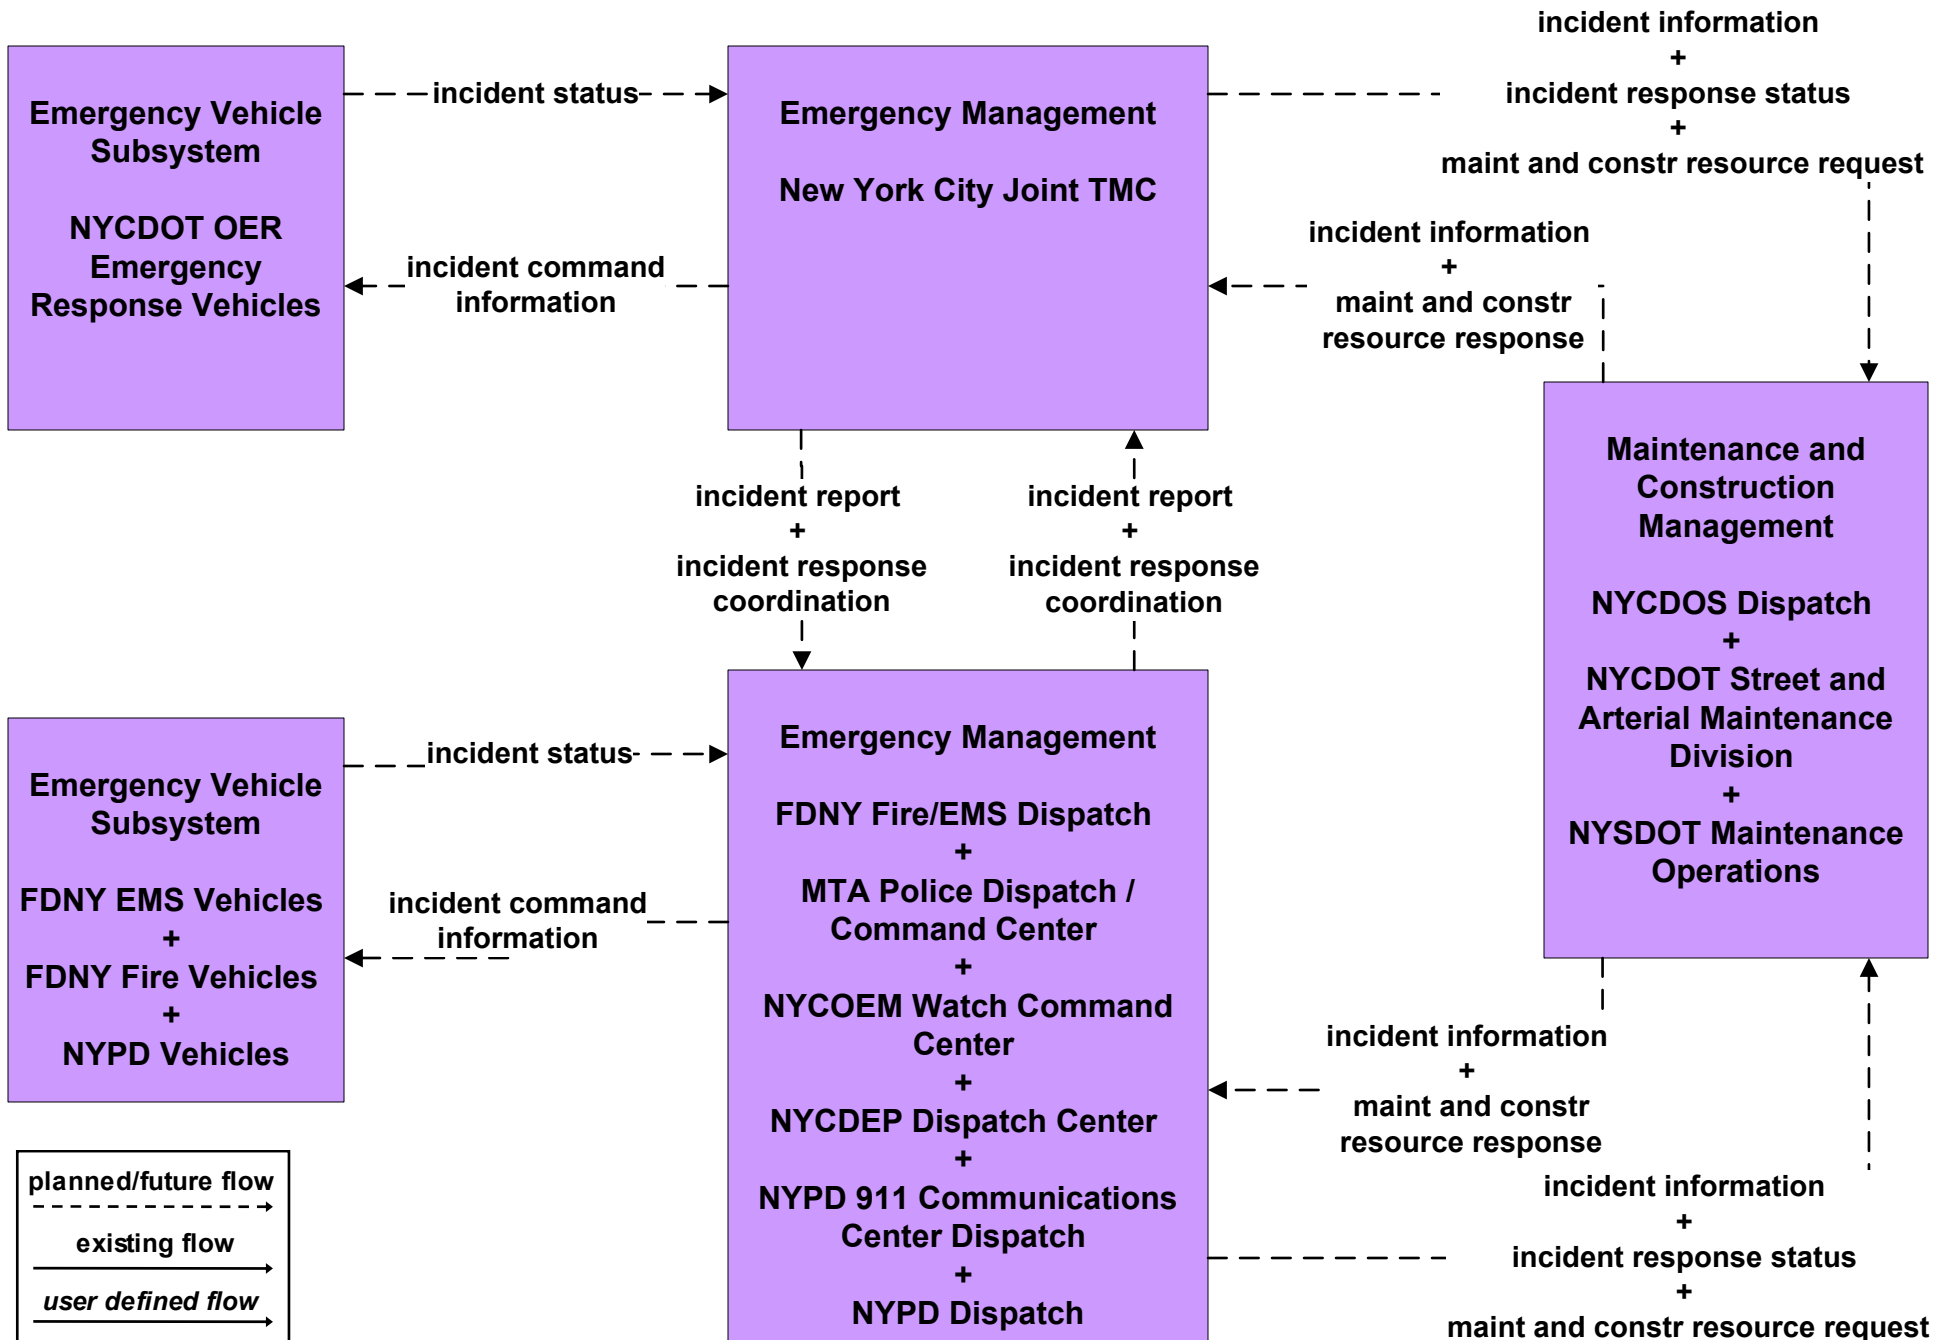 Emergency Vehicle
Subsystem
NYCDOT OER
Emergency
Response Vehicles
incident status
incident command
information
Emergency Management
New York City Joint TMC
incident information
+
incident response status
+
maint and constr resource request
incident information
+
maint and constr
resource response
incident report
+
incident response
coordination
incident report
+
incident response
coordination
Maintenance and
Construction
Management
NYCDOS Dispatch
+
NYCDOT Street and
Arterial Maintenance
Division
+
NYSDOT Maintenance
Operations
Emergency Vehicle
Subsystem
FDNY EMS Vehicles
+
FDNY Fire Vehicles
+
NYPD Vehicles
incident status
incident command
information
Emergency Management
FDNY Fire/EMS Dispatch
+
MTA Police Dispatch /
Command Center
+
NYCOEM Watch Command
Center
+
NYCDEP Dispatch Center
+
NYPD 911 Communications
Center Dispatch
+
NYPD Dispatch
incident information
+
maint and constr
resource response
incident information
+
incident response status
+
maint and constr resource request
planned/future flow
existing flow
user defined flow